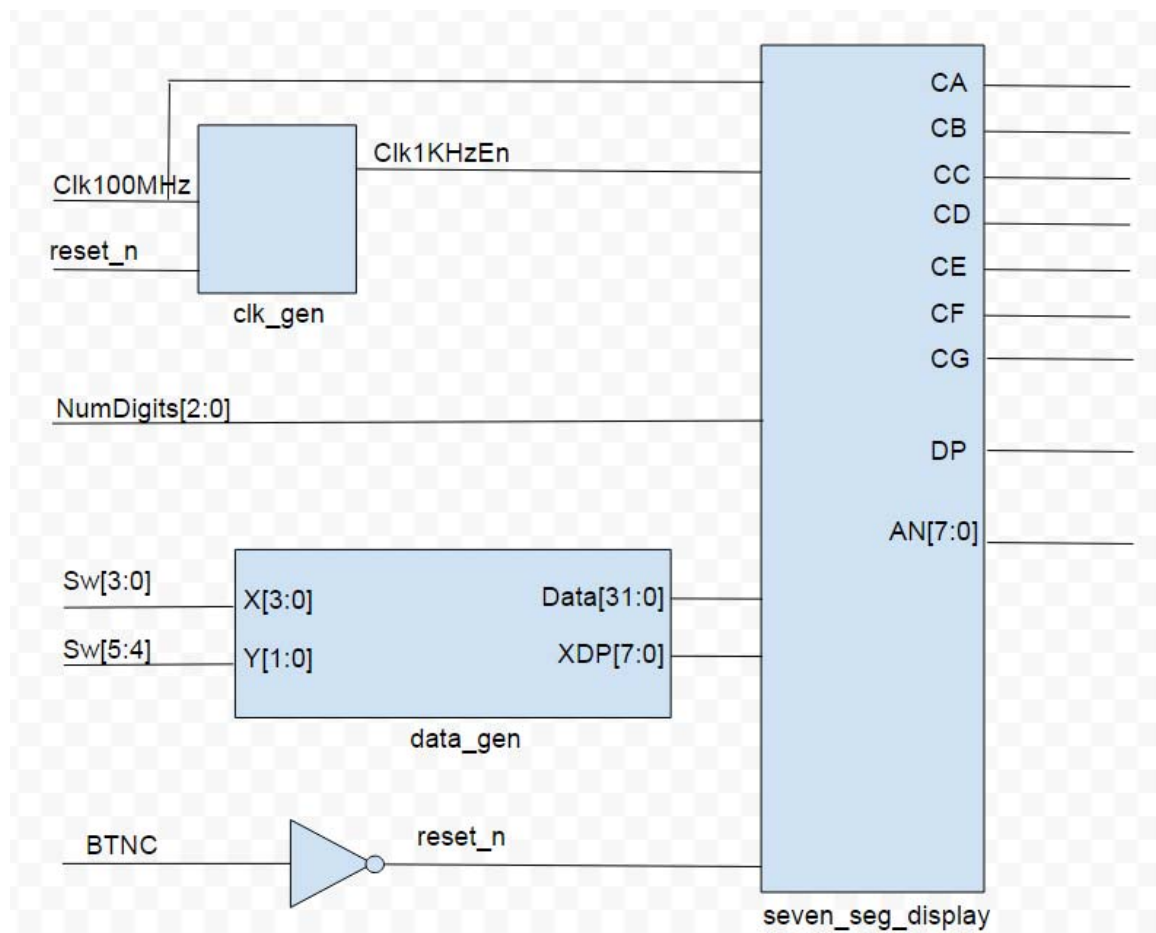 CA
CB
Clk1KHzEn
CC
Clk100MHz
CD
reset_n
CE
clk_gen
CF
CG
NumDigits[2:0]
DP
AN[7:0]
Sw[3:0]
X[3:0]
Data[31:0]
Sw[5:4]
Y[1:0]
XDP[7:0]
data_gen
BTNC
reset_n
seven_seg_display